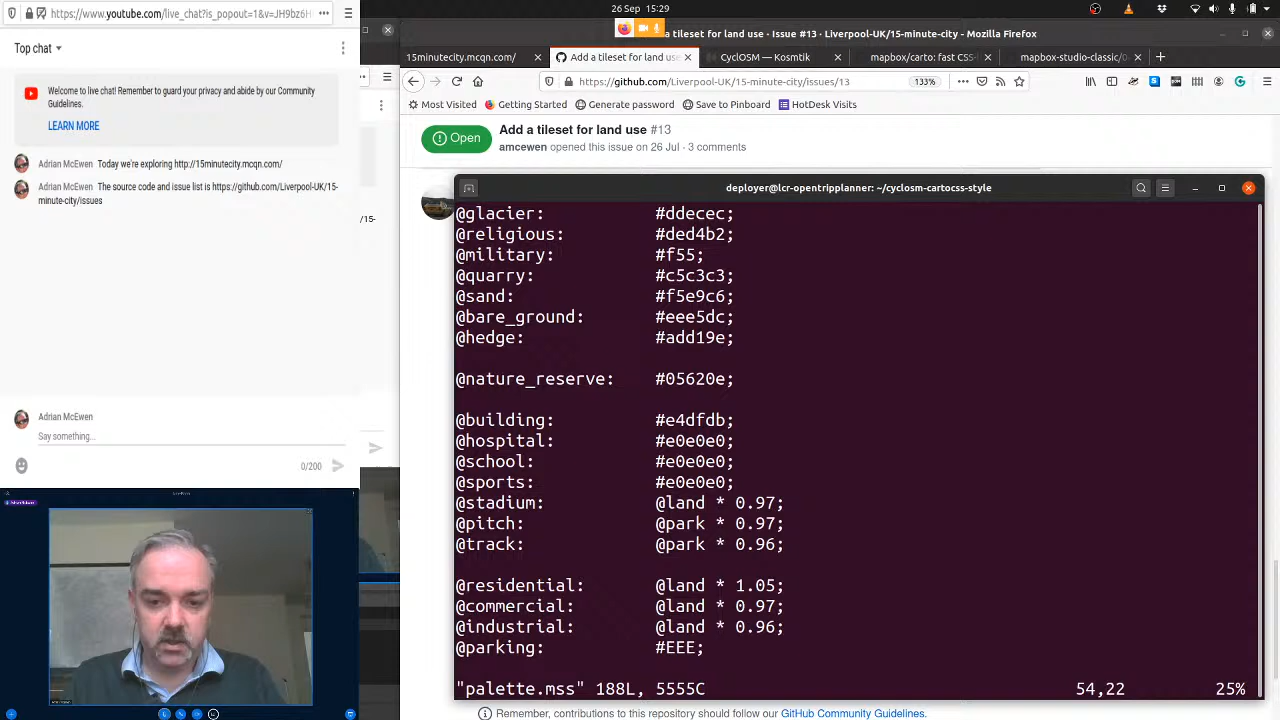 26 Sep 15:29
https://www.youtube.com/live_chat?is_popout=1&v=JH9bz6H
Top chat
Welcome to live chat! Remember to guard your privacy and abide by our Community
Guidelines.
LEARN MORE
Adrian McEwen Today we're exploring http://15minutecity.mcqn.com/
Adrian McEwen The source code and issue list is https://github.com/Liverpool-UK/15-
minute-city/issues
Adrian McEwen
Say something...
0/200
/15-
a tileset for land use · Issue #13 · Liverpool-UK/15-minute-city - Mozilla Firefox
15minutecity.mcqn.com/
Add a tileset for land use
CyclOSM — Kosmtik
mapbox/carto: fast CSS-l
mapbox-studio-classic/do
https://github.com/Liverpool-UK/15-minute-city/issues/13
133%
Most Visited
Getting Started
Generate password
Save to Pinboard
HotDesk Visits
Open
Add a tileset for land use #13
amcewen opened this issue on 26 Jul · 3 comments
deployer@lcr-opentripplanner: ~/cyclosm-cartocss-style
@glacier: #ddecec;
@religious: #ded4b2;
@military: #f55;
@quarry: #c5c3c3;
@sand: #f5e9c6;
@bare_ground: #eee5dc;
@hedge: #add19e;
@nature_reserve: #05620e;
@building: #e4dfdb;
@hospital: #e0e0e0;
@school: #e0e0e0;
@sports: #e0e0e0;
@stadium: @land * 0.97;
@pitch: @park * 0.97;
@track: @park * 0.96;
@residential: @land * 1.05;
@commercial: @land * 0.97;
@industrial: @land * 0.96;
@parking: #EEE;
"palette.mss" 188L, 5555C 54,22 25%
Remember, contributions to this repository should follow our GitHub Community Guidelines.